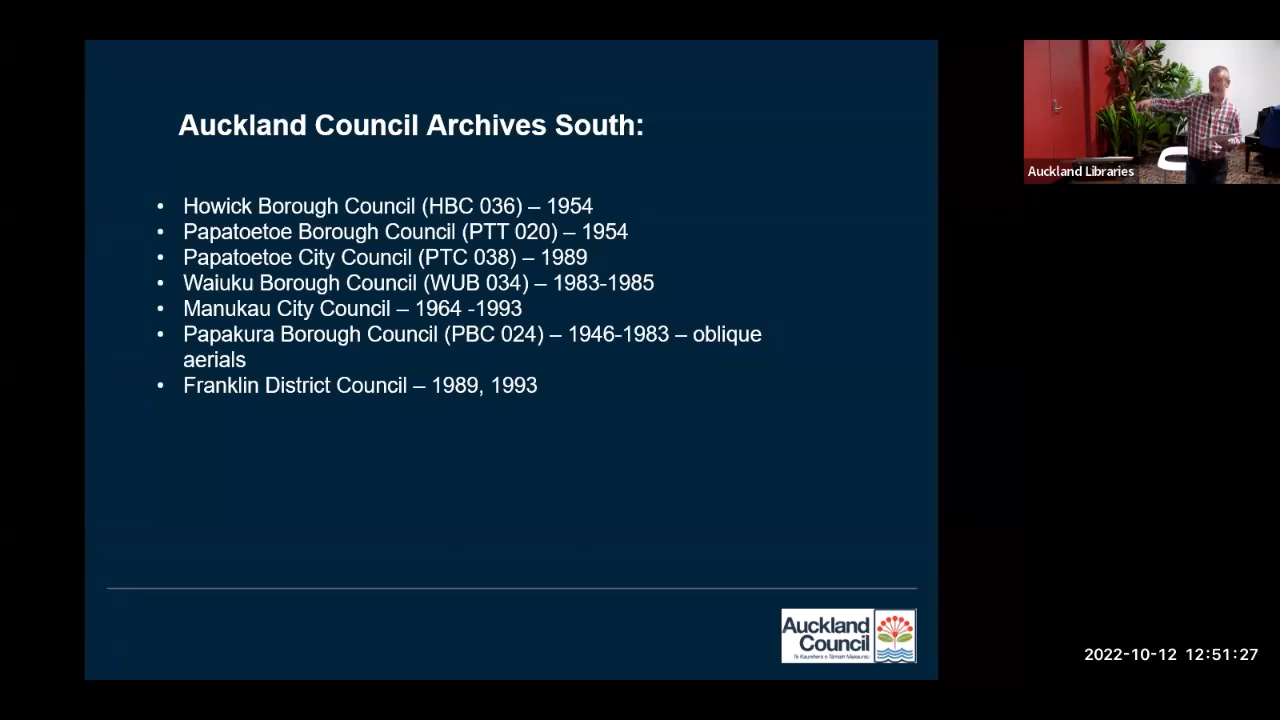 Auckland Council Archives South:
• Howick Borough Council (HBC 036) – 1954
• Papatoetoe Borough Council (PTT 020) – 1954
• Papatoetoe City Council (PTC 038) – 1989
• Waiuku Borough Council (WUB 034) – 1983-1985
• Manukau City Council – 1964 -1993
• Papakura Borough Council (PBC 024) – 1946-1983 – oblique
aerials
• Franklin District Council – 1989, 1993
Auckland
Council
Te Kaunihera o Tāmaki Makaurau
Auckland Libraries
2022-10-12 12:51:27